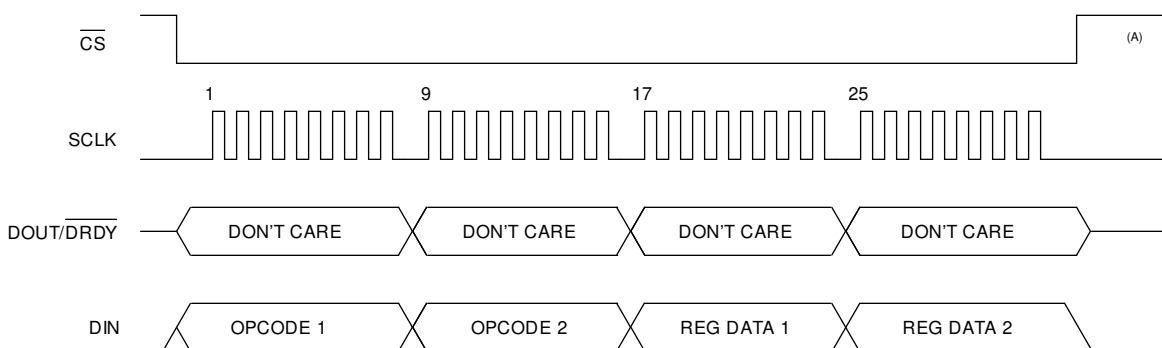 CS
(A)
1 9 17 25
SCLK
DOUT/DRDY DON'T CARE DON'T CARE DON'T CARE DON'T CARE
DIN OPCODE 1 OPCODE 2 REG DATA 1 REG DATA 2